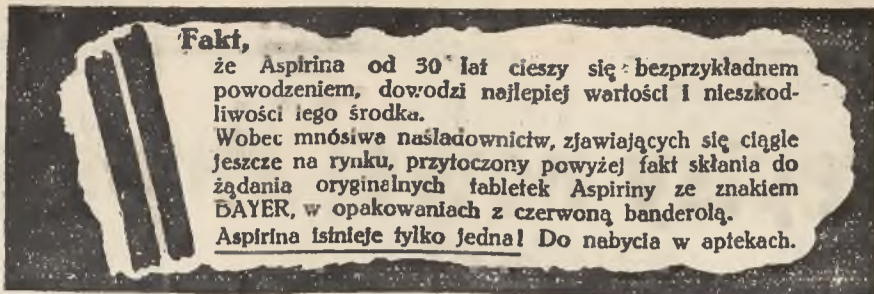 Fakt,
że Aspirina od 30 lat cieszy się bezprzykładnem
powodzeniem, dowodzi najlepiej wartości i nieszkod-
liwości tego środka.
Wobec mnóstwa naśladownictw, zjawiających się ciągle
jeszcze na rynku, przytoczony powyżej fakt skłania do
żądania oryginalnych tabletek Aspiriny ze znakiem
BAYER, w opakowaniach z czerwoną banderolą.
Aspirina istnieje tylko jedna! Do nabycia w aptekach.